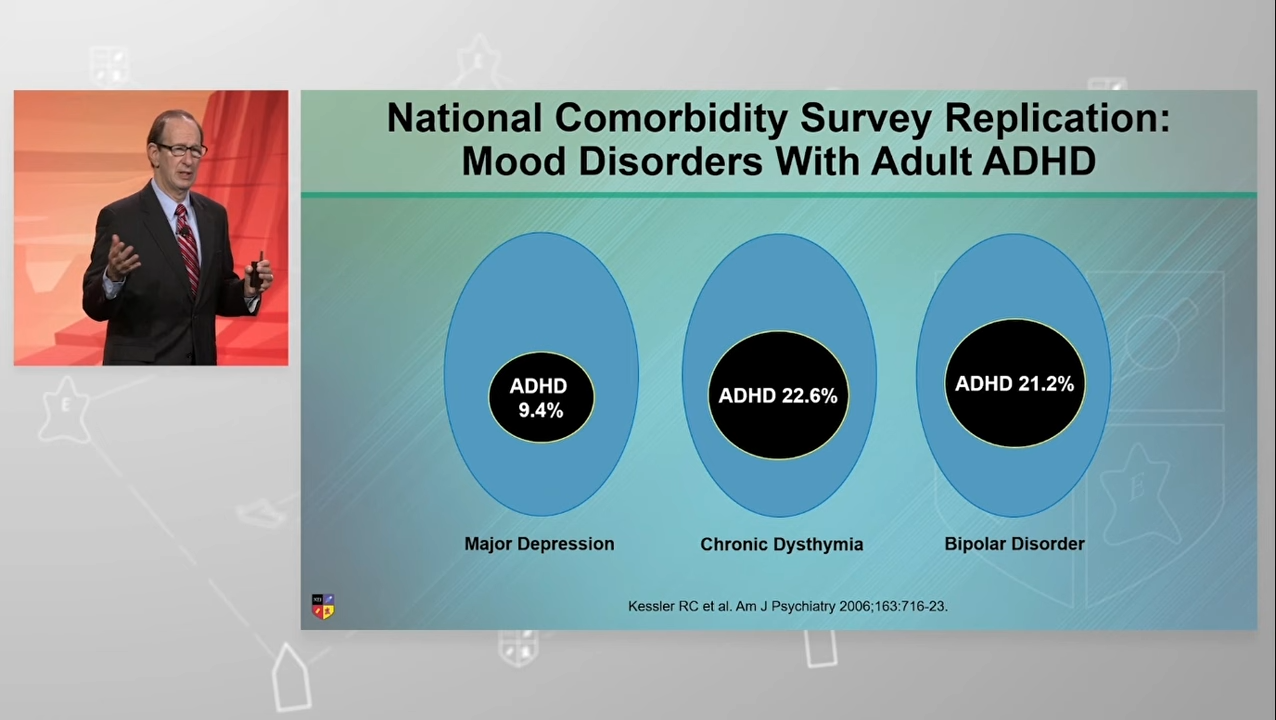 National Comorbidity Survey Replication:
Mood Disorders With Adult ADHD
ADHD
9.4%
ADHD 22.6%
ADHD 21.2%
Major Depression
Chronic Dysthymia
Bipolar Disorder
Kessler RC et al. Am J Psychiatry 2006;163:716-23.
E
E
E